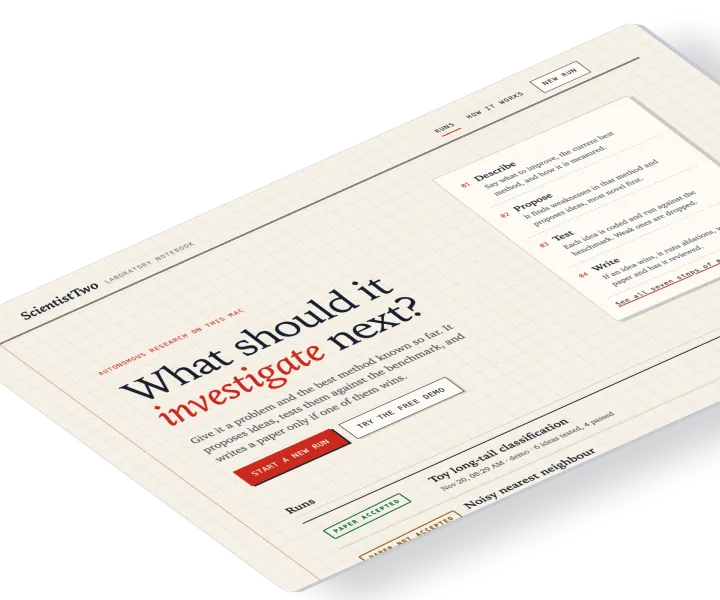 ScientistTwo LABORATORY NOTEBOOK
RUNS HOW IT WORKS NEW RUN
AUTONOMOUS RESEARCH ON THIS MAC
What should it
investigate next?
Give it a problem and the best method known so far. It
proposes ideas, tests them against the benchmark, and
writes a paper only if one of them wins.
START A NEW RUN TRY THE FREE DEMO
01 Describe
Say what to improve, the current best
method, and how it is measured.
02 Propose
It finds weaknesses in that method and
proposes ideas, most novel first.
03 Test
Each idea is coded and run against the
benchmark. Weak ones are dropped.
04 Write
If an idea wins, it runs ablations,
paper and has it reviewed.
See all seven steps of a
Runs
PAPER ACCEPTED
Toy long-tail classification
Nov 20, 08:29 AM · demo · 6 ideas tested, 4 passed
PAPER NOT ACCEPTED
Noisy nearest neighbour